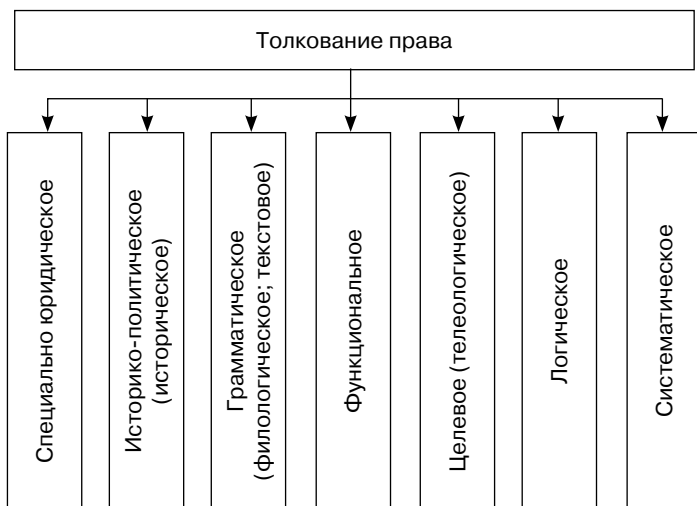 Толкование права
Специально юридическое
Историко-политическое
(историческое)
Грамматическое
(филологическое; текстовое)
Функциональное
Целевое (телеологическое)
Логическое
Систематическое